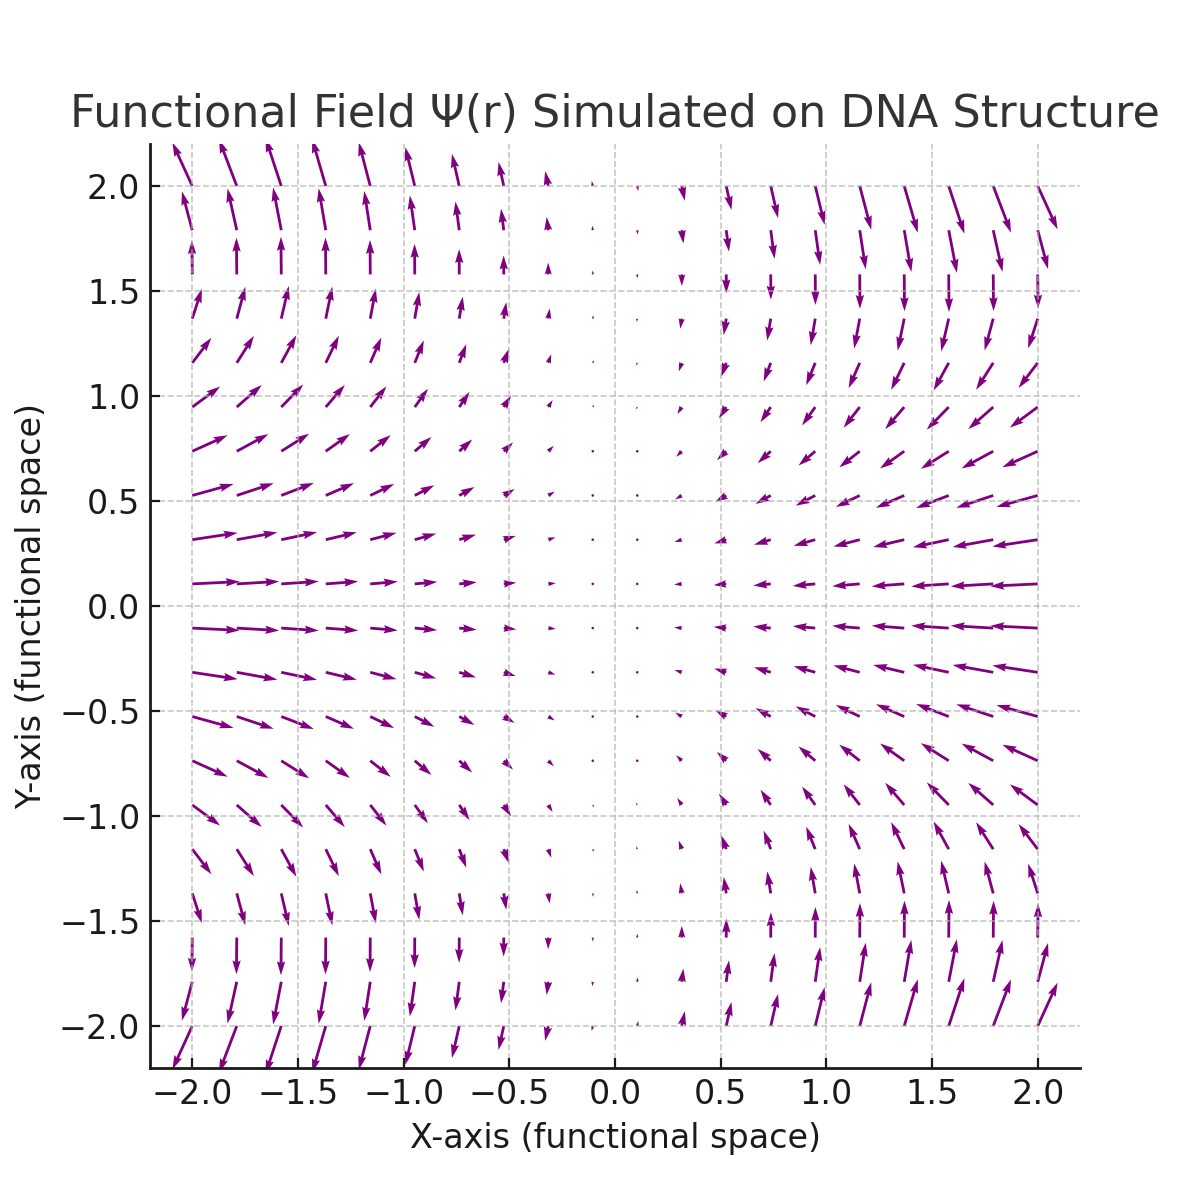 Functional Field Ψ(r) Simulated on DNA Structure
2.0
1.5
1.0
0.5
0.0
−0.5
−1.0
−1.5
−2.0
Y-axis (functional space)
−2.0 −1.5 −1.0 −0.5 0.0 0.5 1.0 1.5 2.0
X-axis (functional space)